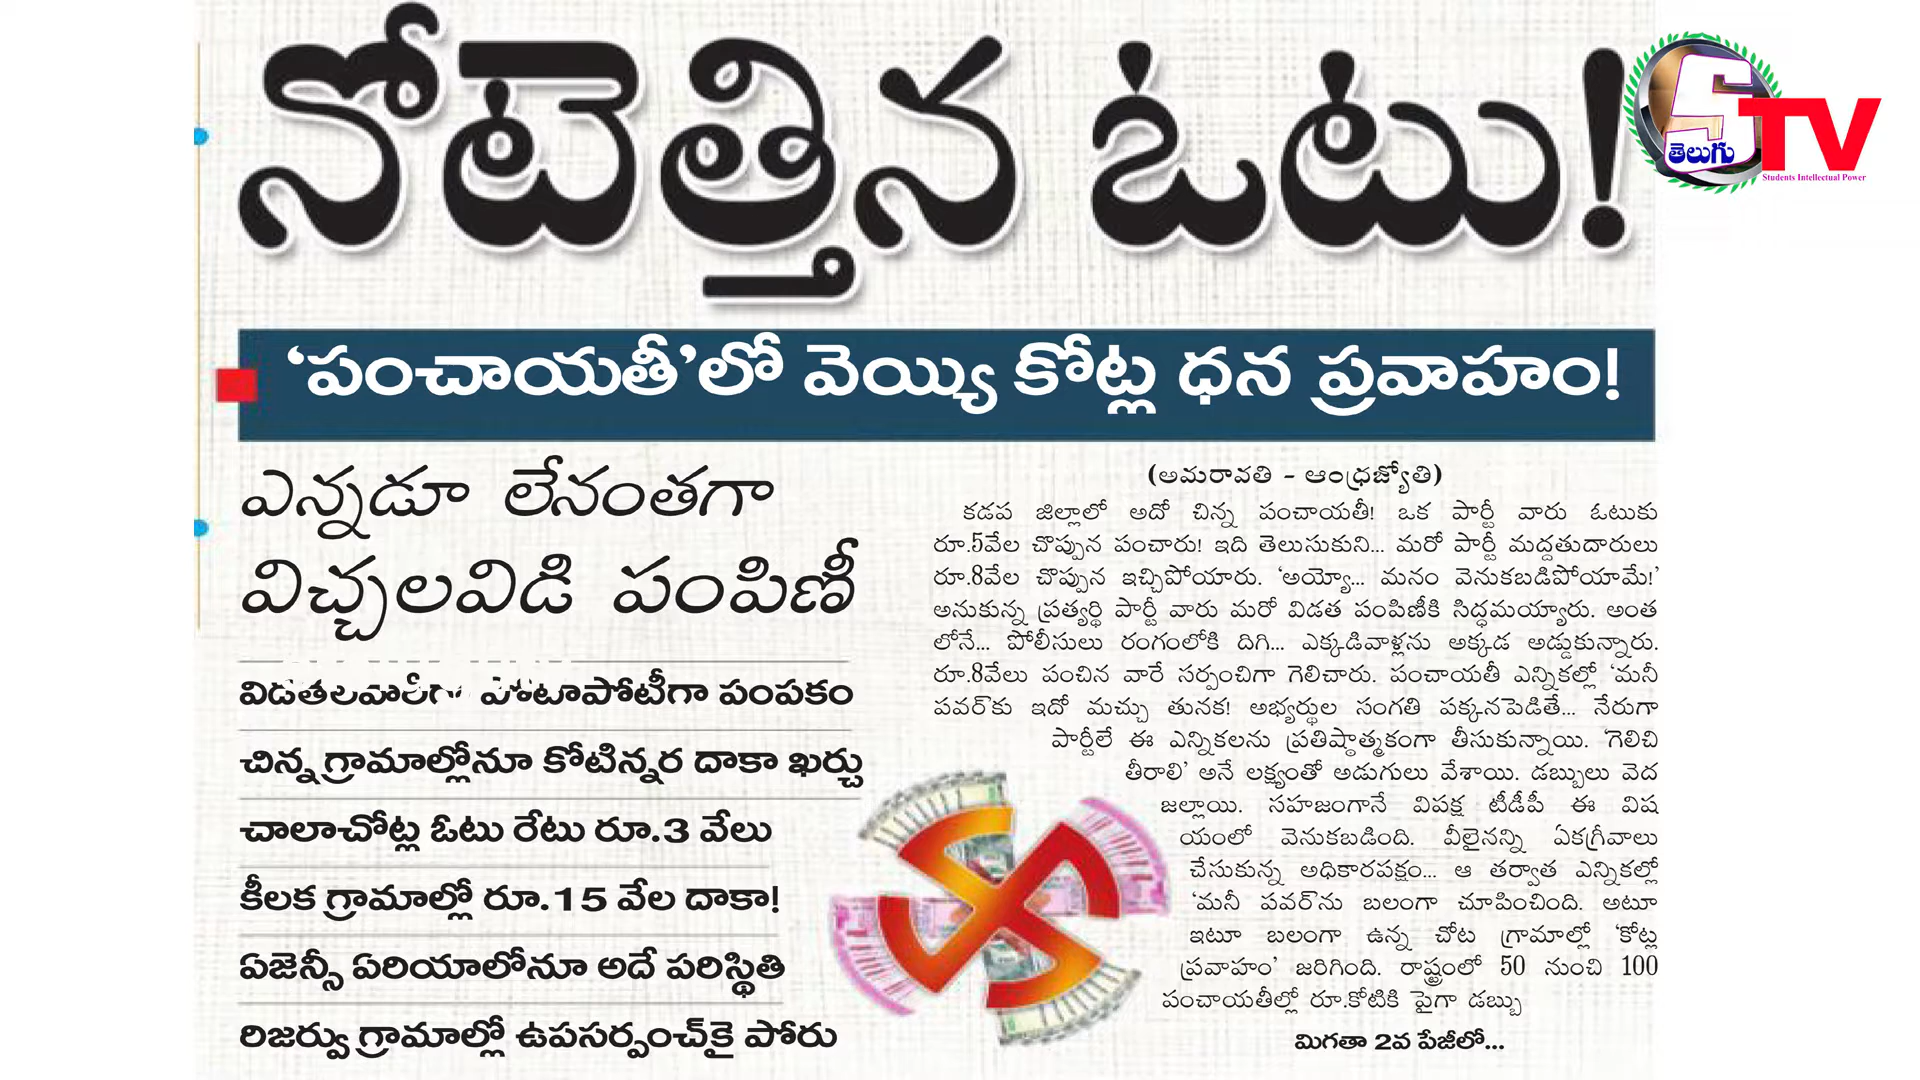 నోటెత్తిన ఓటు!
తెలుగు
S TV
Students Intellectual Power
‘పంచాయతీ’లో వెయ్యి కోట్ల ధన ప్రవాహం!
ఎన్నడూ లేనంతగా
విచ్చలవిడి పంపిణీ
విడతలవారీగా పోటాపోటీగా పంపకం
చిన్న గ్రామాల్లోనూ కోటిన్నర దాకా ఖర్చు
చాలాచోట్ల ఓటు రేటు రూ.3 వేలు
కీలక గ్రామాల్లో రూ.15 వేల దాకా!
ఏజెన్సీ ఏరియాలోనూ అదే పరిస్థితి
రిజర్వు గ్రామాల్లో ఉపసర్పంచ్‌కై పోరు
(అమరావతి - ఆంధ్రజ్యోతి)
కడప జిల్లాలో అదో చిన్న పంచాయతీ! ఒక పార్టీ వారు ఓటుకు
రూ.5వేల చొప్పున పంచారు! ఇది తెలుసుకుని... మరో పార్టీ మద్దతుదారులు
రూ.8వేల చొప్పున ఇచ్చిపోయారు. ‘అయ్యో... మనం వెనుకబడిపోయామే!’
అనుకున్న ప్రత్యర్థి పార్టీ వారు మరో విడత పంపిణీకి సిద్ధమయ్యారు. అంత
లోనే... పోలీసులు రంగంలోకి దిగి... ఎక్కడివాళ్లను అక్కడ అడ్డుకున్నారు.
రూ.8వేలు పంచిన వారే సర్పంచిగా గెలిచారు. పంచాయతీ ఎన్నికల్లో ‘మనీ
పవర్‌’కు ఇదో మచ్చు తునక! అభ్యర్థుల సంగతి పక్కనపెడితే... నేరుగా
పార్టీలే ఈ ఎన్నికలను ప్రతిష్ఠాత్మకంగా తీసుకున్నాయి. ‘గెలిచి
తీరాలి’ అనే లక్ష్యంతో అడుగులు వేశాయి. డబ్బులు వెద
జల్లాయి. సహజంగానే విపక్ష టీడీపీ ఈ విష
యంలో వెనుకబడింది. వీలైనన్ని ఏకగ్రీవాలు
చేసుకున్న అధికారపక్షం... ఆ తర్వాత ఎన్నికల్లో
‘మనీ పవర్‌’ను బలంగా చూపించింది. అటూ
ఇటూ బలంగా ఉన్న చోట గ్రామాల్లో ‘కోట్ల
ప్రవాహం’ జరిగింది. రాష్ట్రంలో 50 నుంచి 100
పంచాయతీల్లో రూ.కోటికి పైగా డబ్బు
మిగతా 2వ పేజీలో...